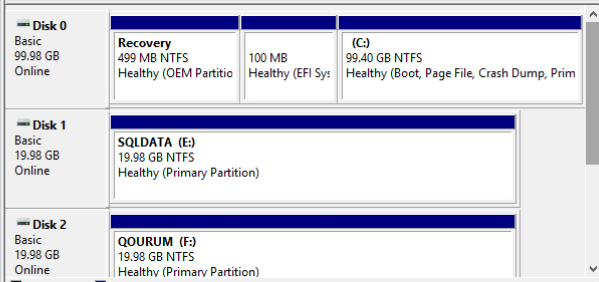 Disk 0
Basic
99.98 GB
Online
Recovery
499 MB NTFS
Healthy (OEM Partitio
100 MB
Healthy (EFI Sys
(C:)
99.40 GB NTFS
Healthy (Boot, Page File, Crash Dump, Prim
Disk 1
Basic
19.98 GB
Online
SQLDATA (E:)
19.98 GB NTFS
Healthy (Primary Partition)
Disk 2
Basic
19.98 GB
Online
QOURUM (F:)
19.98 GB NTFS
Healthy (Primary Partition)